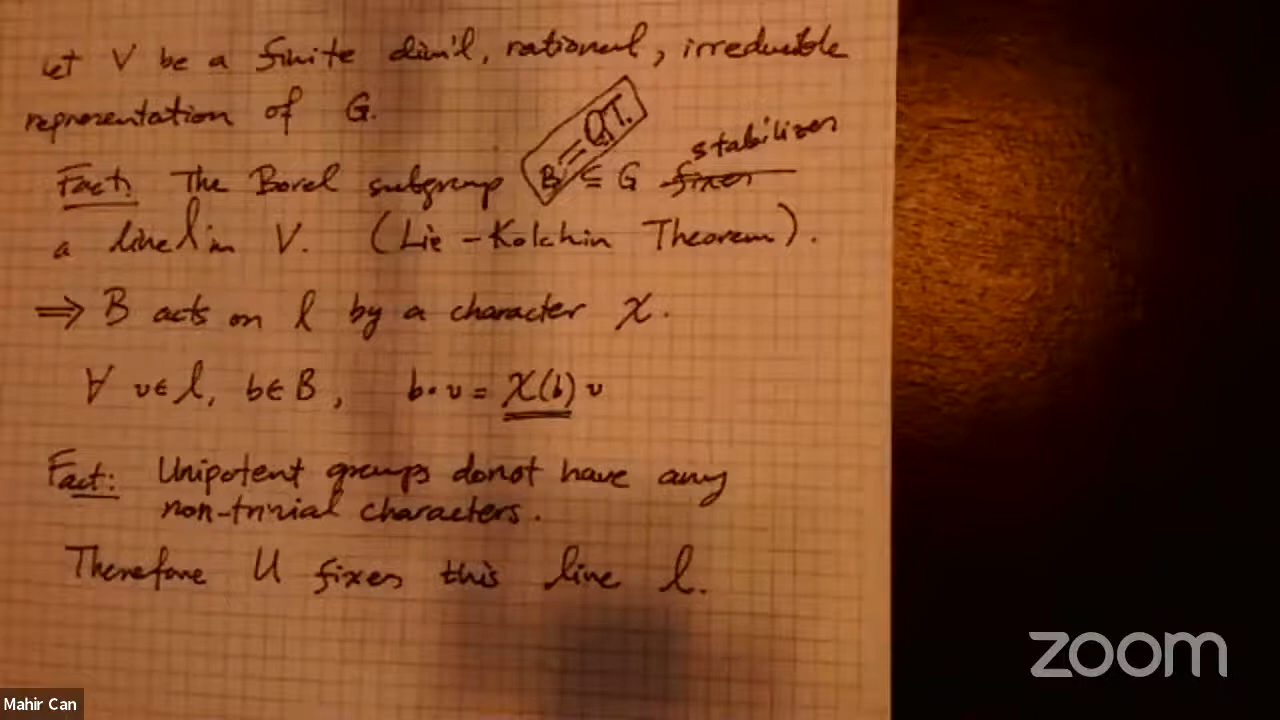 Let V be a finite dim'l, rational, irreducible
representation of G.
Fact: The Borel subgroup B ⊆ G fixes stabilizes
a line l in V. (Lie-Kolchin Theorem).
⇒ B acts on l by a character χ.
∀ v∈l, b∈B, b·v = χ(b) v
Fact: Unipotent groups donot have any
non-trivial characters.
Therefore U fixes this line l.
zoom
Mahir Can